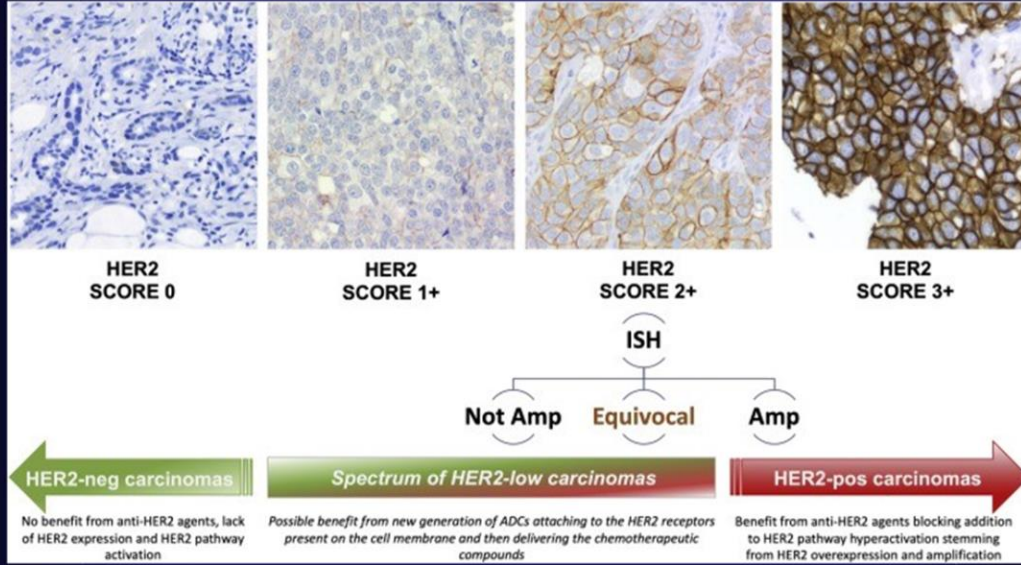 HER2
SCORE 0
HER2
SCORE 1+
HER2
SCORE 2+
HER2
SCORE 3+
ISH
Not Amp
Equivocal
Amp
HER2-neg carcinomas
Spectrum of HER2-low carcinomas
HER2-pos carcinomas
No benefit from anti-HER2 agents, lack
of HER2 expression and HER2 pathway
activation
Possible benefit from new generation of ADCs attaching to the HER2 receptors
present on the cell membrane and then delivering the chemotherapeutic
compounds
Benefit from anti-HER2 agents blocking addition
to HER2 pathway hyperactivation stemming
from HER2 overexpression and amplification